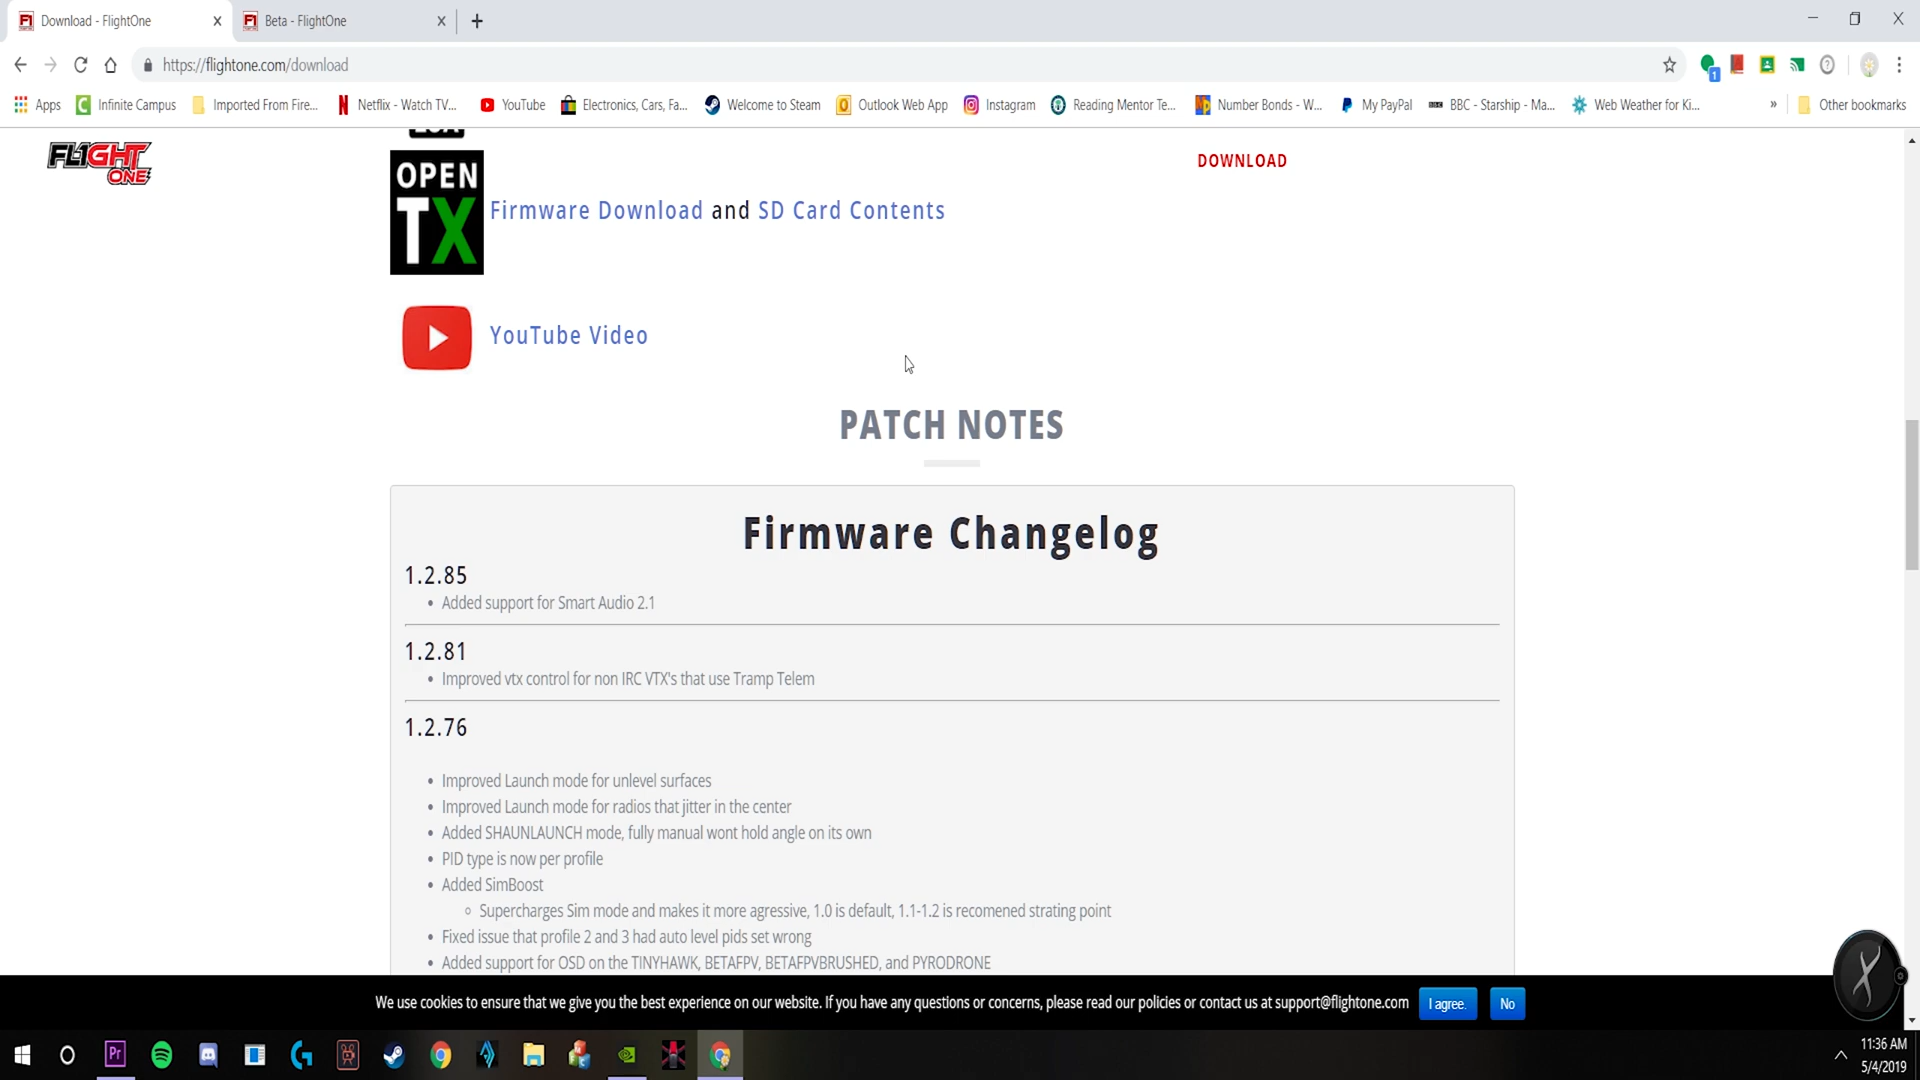 Download - FlightOne
Beta - FlightOne
https://flightone.com/download
Apps
Infinite Campus
Imported From Fire...
Netflix - Watch TV...
YouTube
Electronics, Cars, Fa...
Welcome to Steam
Outlook Web App
Instagram
Reading Mentor Te...
Number Bonds - W...
My PayPal
BBC - Starship - Ma...
Web Weather for Ki...
»
Other bookmarks
FLIGHT
ONE
DOWNLOAD
OPEN
TX
Firmware Download and SD Card Contents
YouTube Video
PATCH NOTES
Firmware Changelog
1.2.85
• Added support for Smart Audio 2.1
1.2.81
• Improved vtx control for non IRC VTX's that use Tramp Telem
1.2.76
• Improved Launch mode for unlevel surfaces
• Improved Launch mode for radios that jitter in the center
• Added SHAUNLAUNCH mode, fully manual wont hold angle on its own
• PID type is now per profile
• Added SimBoost
○ Supercharges Sim mode and makes it more agressive, 1.0 is default, 1.1-1.2 is recomened strating point
• Fixed issue that profile 2 and 3 had auto level pids set wrong
• Added support for OSD on the TINYHAWK, BETAFPV, BETAFPVBRUSHED, and PYRODRONE
We use cookies to ensure that we give you the best experience on our website. If you have any questions or concerns, please read our policies or contact us at support@flightone.com
I agree.
No
Pr
11:36 AM
5/4/2019